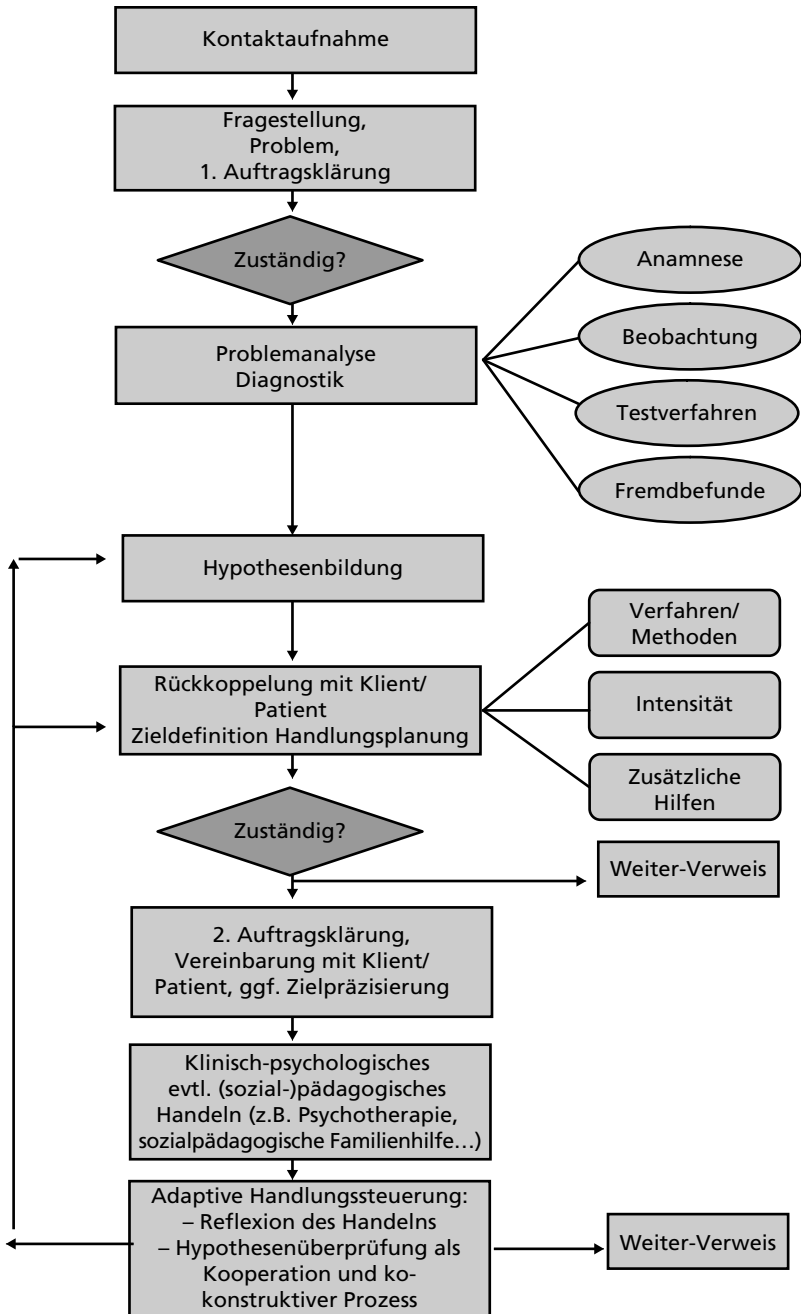 Kontaktaufnahme
Fragestellung,
Problem,
1. Auftragsklärung
Zuständig?
Problemanalyse
Diagnostik
Anamnese
Beobachtung
Testverfahren
Fremdbefunde
Hypothesenbildung
Rückkoppelung mit Klient/
Patient
Zieldefinition Handlungsplanung
Verfahren/
Methoden
Intensität
Zusätzliche
Hilfen
Zuständig?
Weiter-Verweis
2. Auftragsklärung,
Vereinbarung mit Klient/
Patient, ggf. Zielpräzisierung
Klinisch-psychologisches
evtl. (sozial-)pädagogisches
Handeln (z.B. Psychotherapie,
sozialpädagogische Familienhilfe…)
Adaptive Handlungssteuerung:
– Reflexion des Handelns
– Hypothesenüberprüfung als
Kooperation und ko-
konstruktiver Prozess
Weiter-Verweis